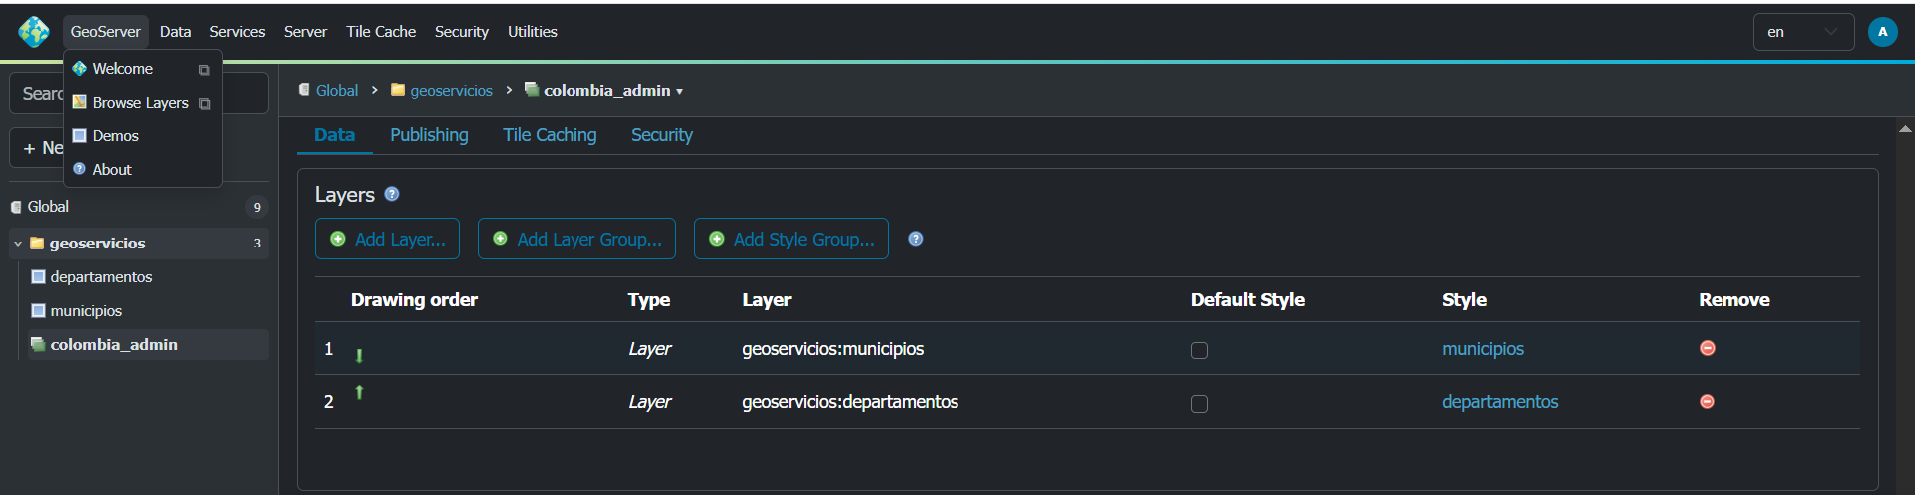 GeoServer Data Services Server Tile Cache Security Utilities en A
Welcome
Browse Layers
Demos
About
Searc
+ Ne
Global 9
geoservicios 3
departamentos
municipios
colombia_admin
Global > geoservicios > colombia_admin
Data Publishing Tile Caching Security
Layers
Add Layer... Add Layer Group... Add Style Group...
Drawing order Type Layer Default Style Style Remove
1 Layer geoservicios:municipios municipios
2 Layer geoservicios:departamentos departamentos